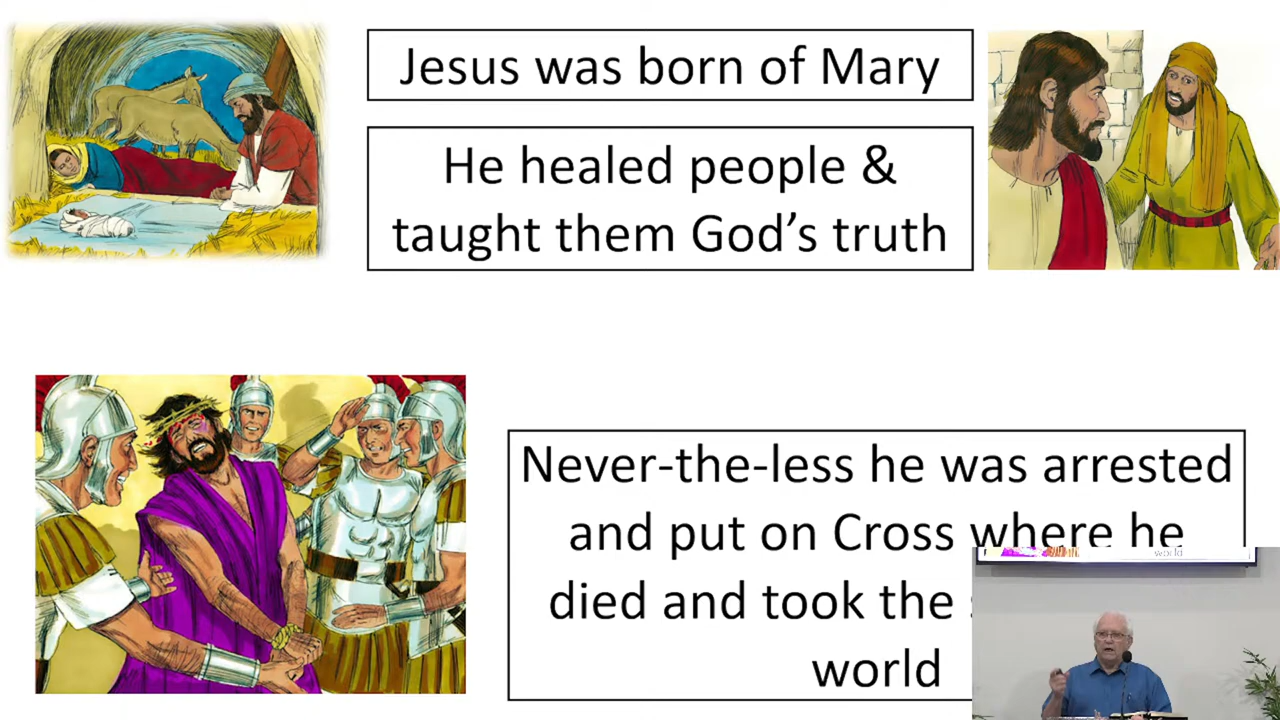 Jesus was born of Mary
He healed people &
taught them God’s truth
Never-the-less he was arrested
and put on Cross where he
died and took the
world
world